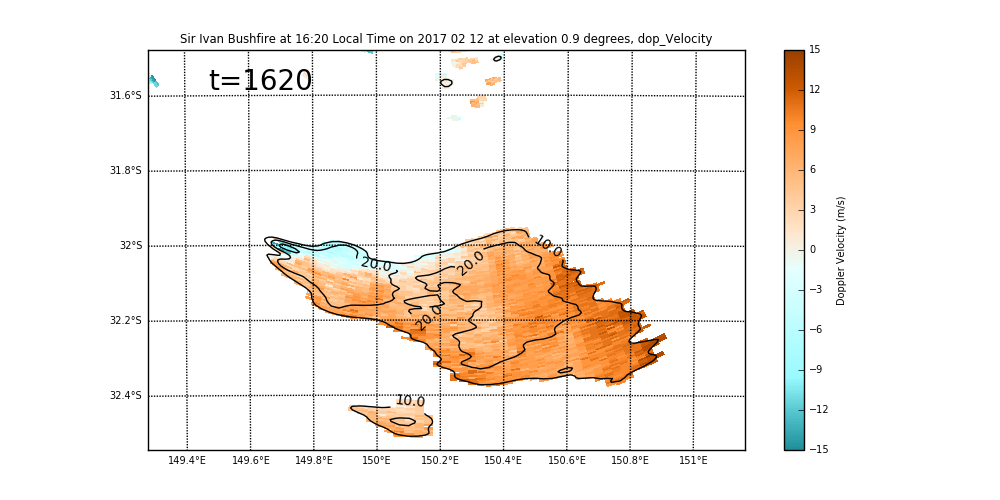 Sir Ivan Bushfire at 16:20 Local Time on 2017 02 12 at elevation 0.9 degrees, dop_Velocity
t=1620
31.6°S
31.8°S
32°S
32.2°S
32.4°S
10.0
20.0
20.0
20.0
10.0
149.4°E 149.6°E 149.8°E 150°E 150.2°E 150.4°E 150.6°E 150.8°E 151°E
15
12
9
6
3
0
−3
−6
−9
−12
−15
Doppler Velocity (m/s)